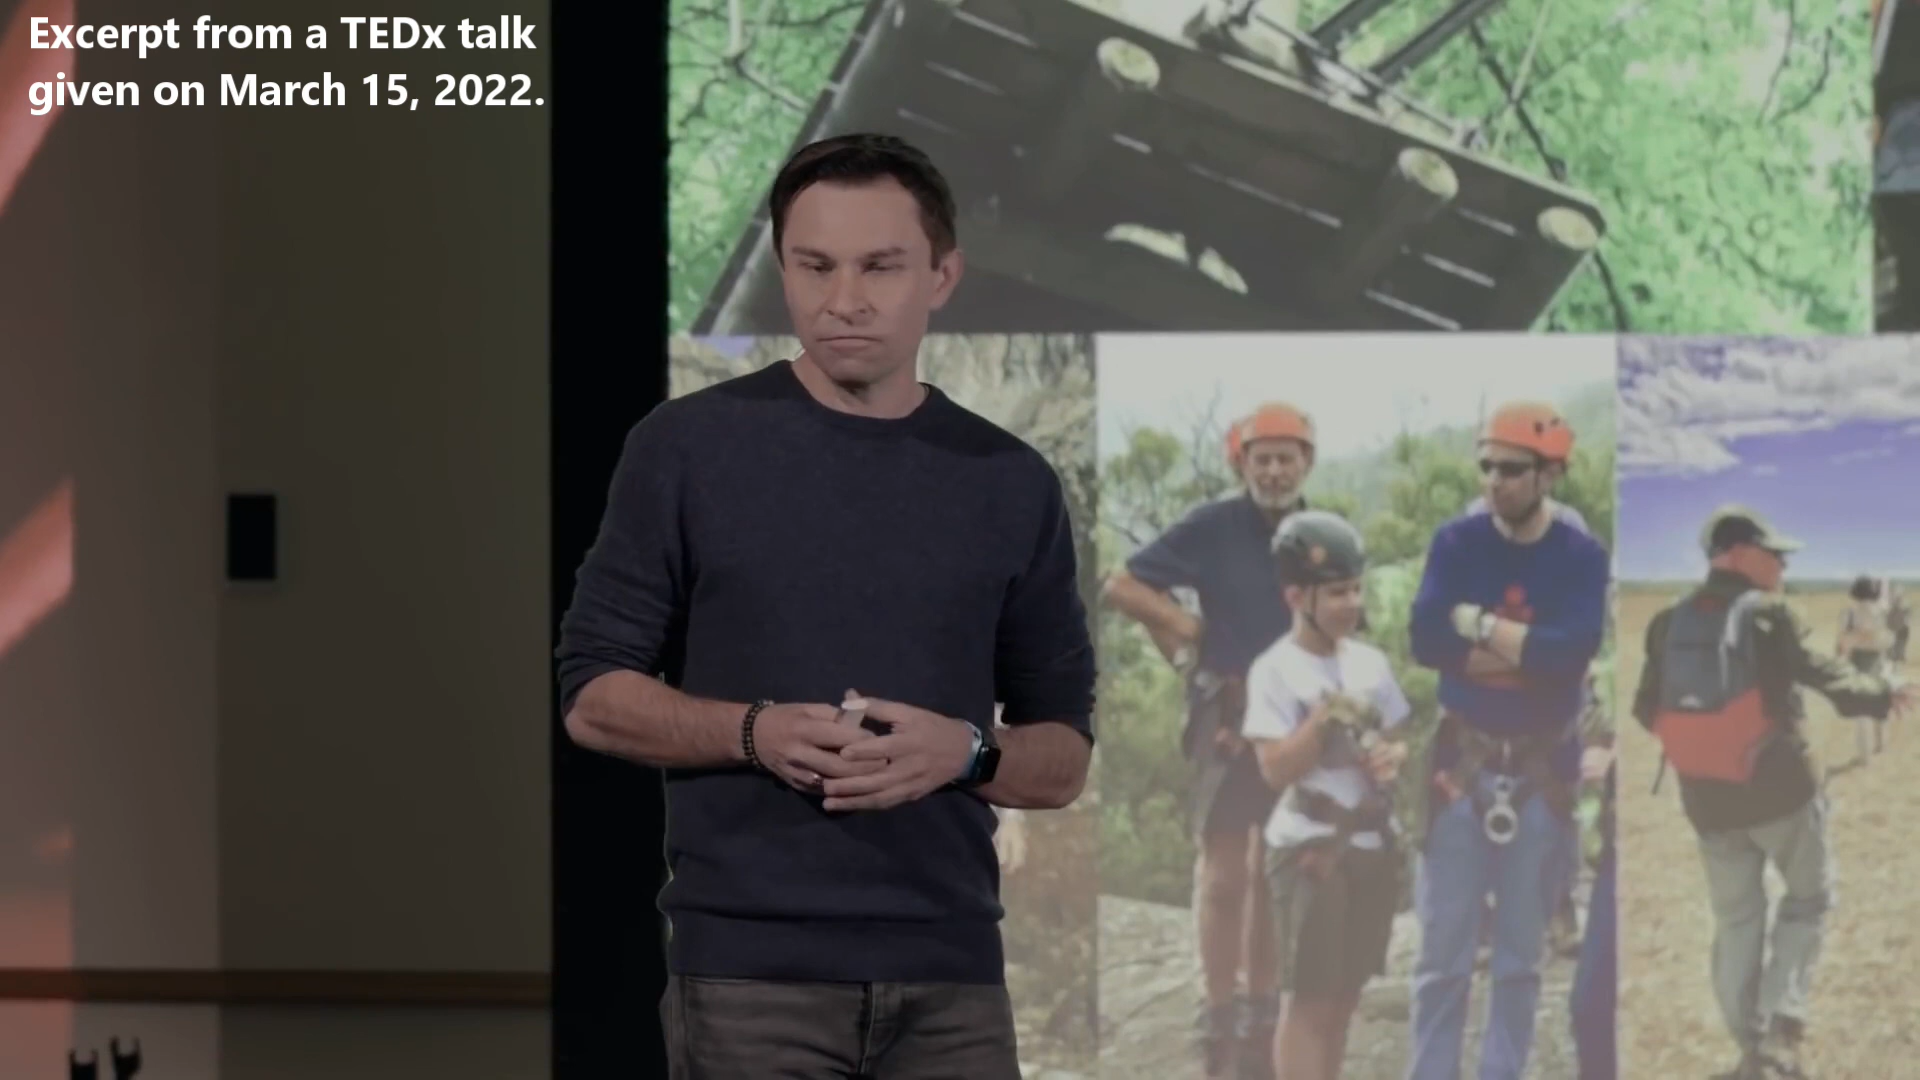 Excerpt from a TEDx talk
given on March 15, 2022.